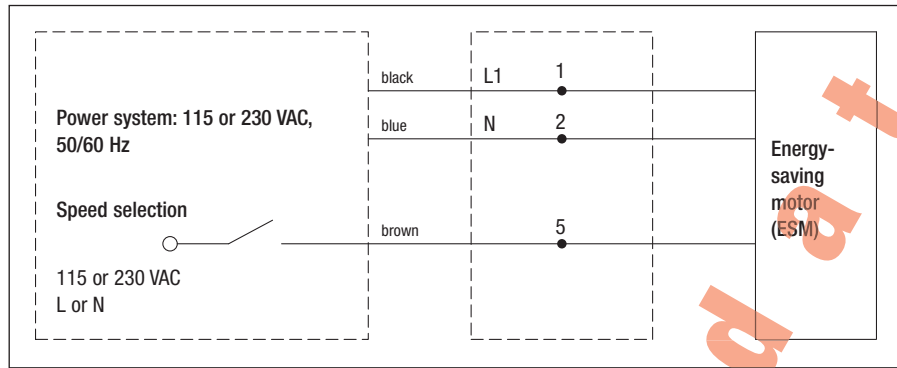 Power system: 115 or 230 VAC,
50/60 Hz
Speed selection
115 or 230 VAC
L or N
black
L1
1
blue
N
2
brown
5
Energy-
saving
motor
(ESM)
d a t